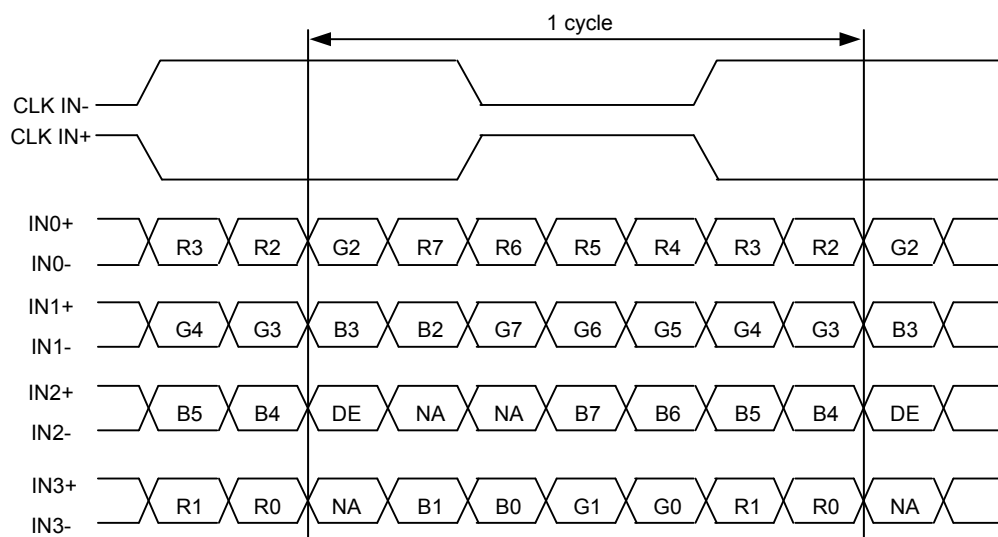 1 cycle
CLK IN-
CLK IN+
IN0+
R3 R2 G2 R7 R6 R5 R4 R3 R2 G2
IN0-
IN1+
G4 G3 B3 B2 G7 G6 G5 G4 G3 B3
IN1-
IN2+
B5 B4 DE NA NA B7 B6 B5 B4 DE
IN2-
IN3+
R1 R0 NA B1 B0 G1 G0 R1 R0 NA
IN3-